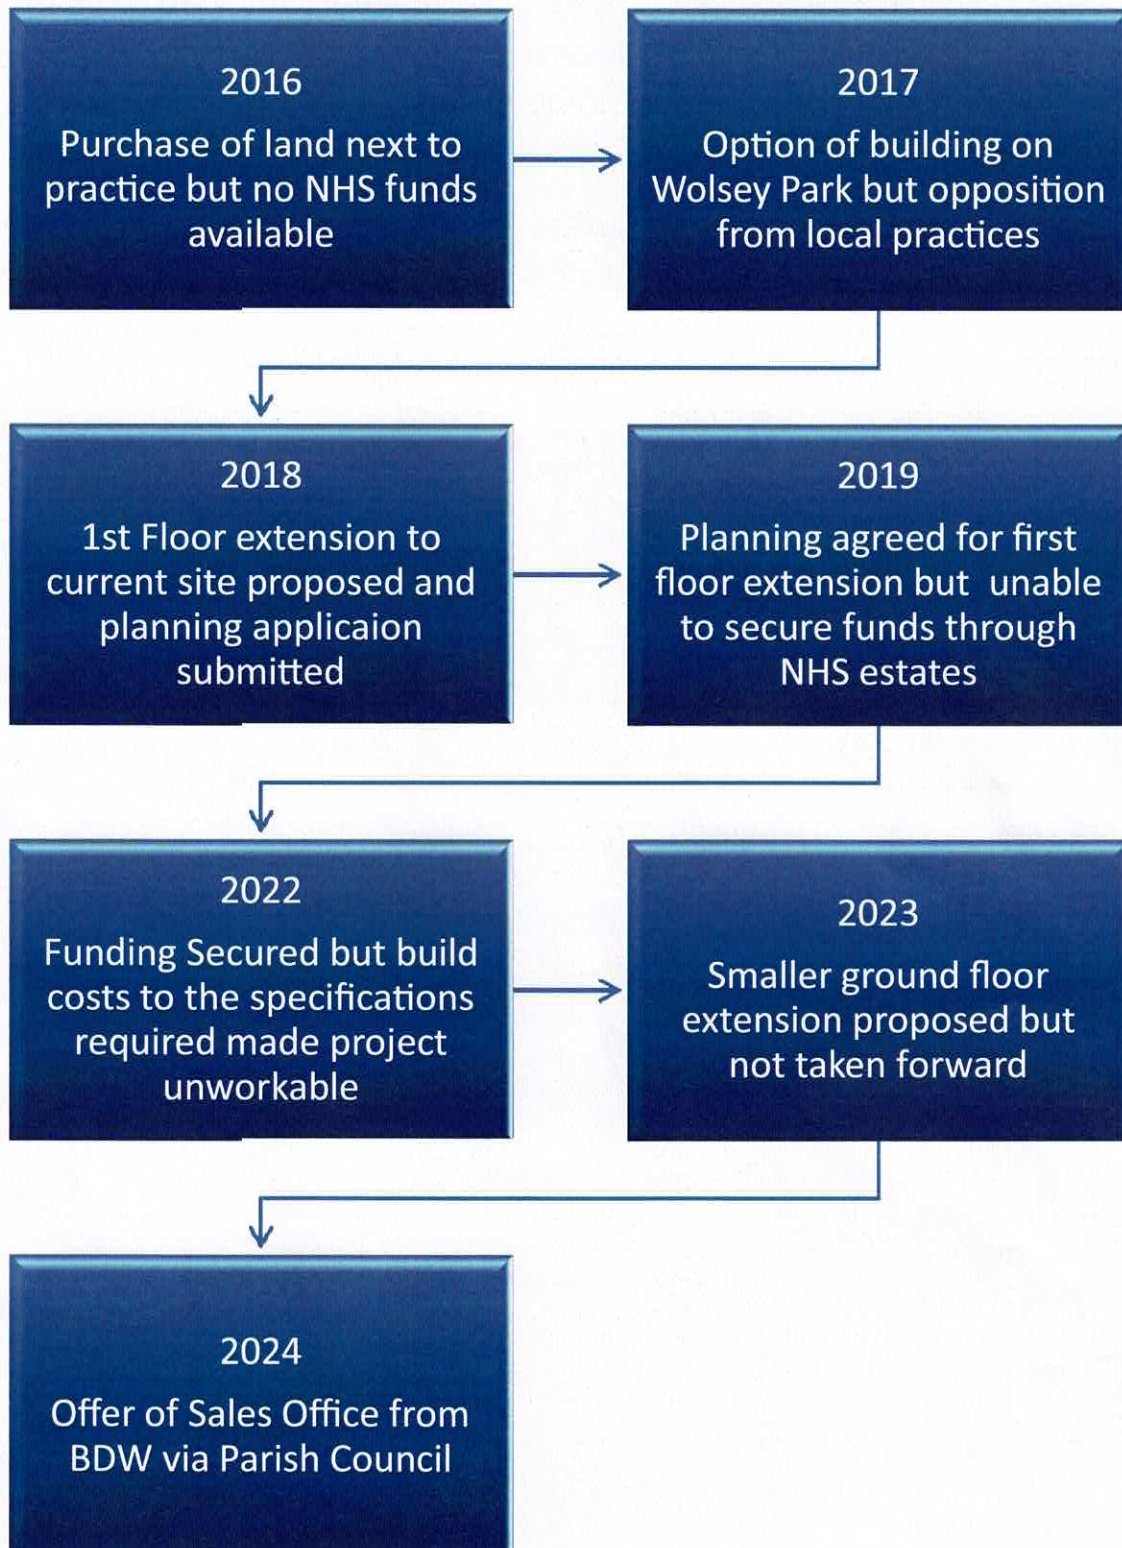 2016
Purchase of land next to
practice but no NHS funds
available
2017
Option of building on
Wolsey Park but opposition
from local practices
2018
1st Floor extension to
current site proposed and
planning applicaion
submitted
2019
Planning agreed for first
floor extension but unable
to secure funds through
NHS estates
2022
Funding Secured but build
costs to the specifications
required made project
unworkable
2023
Smaller ground floor
extension proposed but
not taken forward
2024
Offer of Sales Office from
BDW via Parish Council